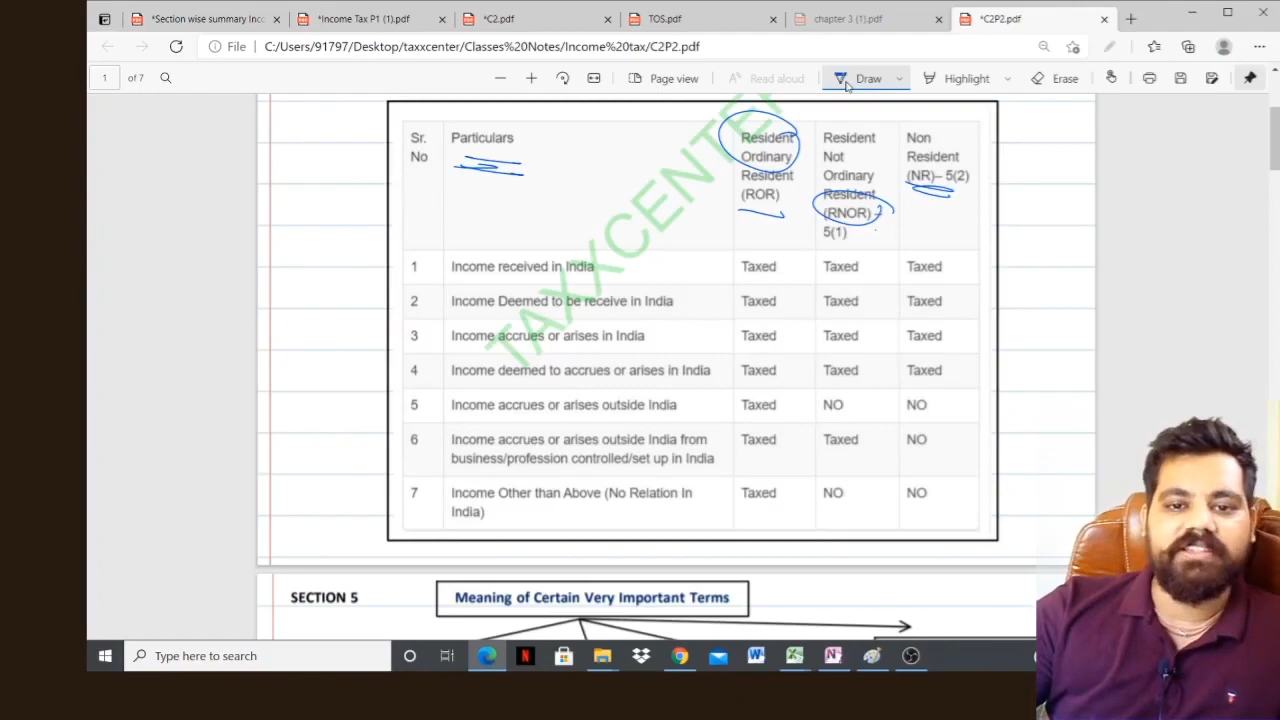 *Section wise summary Inc
*Income Tax P1 (1).pdf
*C2.pdf
TOS.pdf
chapter 3 (1).pdf
*C2P2.pdf
File
C:/Users/91797/Desktop/taxxcenter/Classes%20Notes/Income%20tax/C2P2.pdf
1 of 7
Page view
Read aloud
Draw
Highlight
Erase
TAXXCENTER
Sr. No
Particulars
Resident Ordinary Resident (ROR)
Resident Not Ordinary Resident (RNOR) – 5(1)
Non Resident (NR)– 5(2)
1 Income received in India Taxed Taxed Taxed
2 Income Deemed to be receive in India Taxed Taxed Taxed
3 Income accrues or arises in India Taxed Taxed Taxed
4 Income deemed to accrues or arises in India Taxed Taxed Taxed
5 Income accrues or arises outside India Taxed NO NO
6 Income accrues or arises outside India from business/profession controlled/set up in India Taxed Taxed NO
7 Income Other than Above (No Relation In India) Taxed NO NO
SECTION 5
Meaning of Certain Very Important Terms
Type here to search